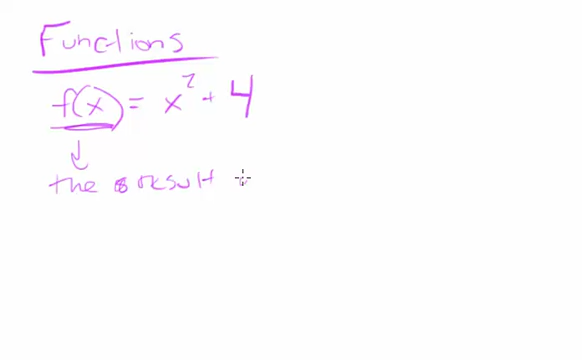 Functions
f(x) = x² + 4
the result